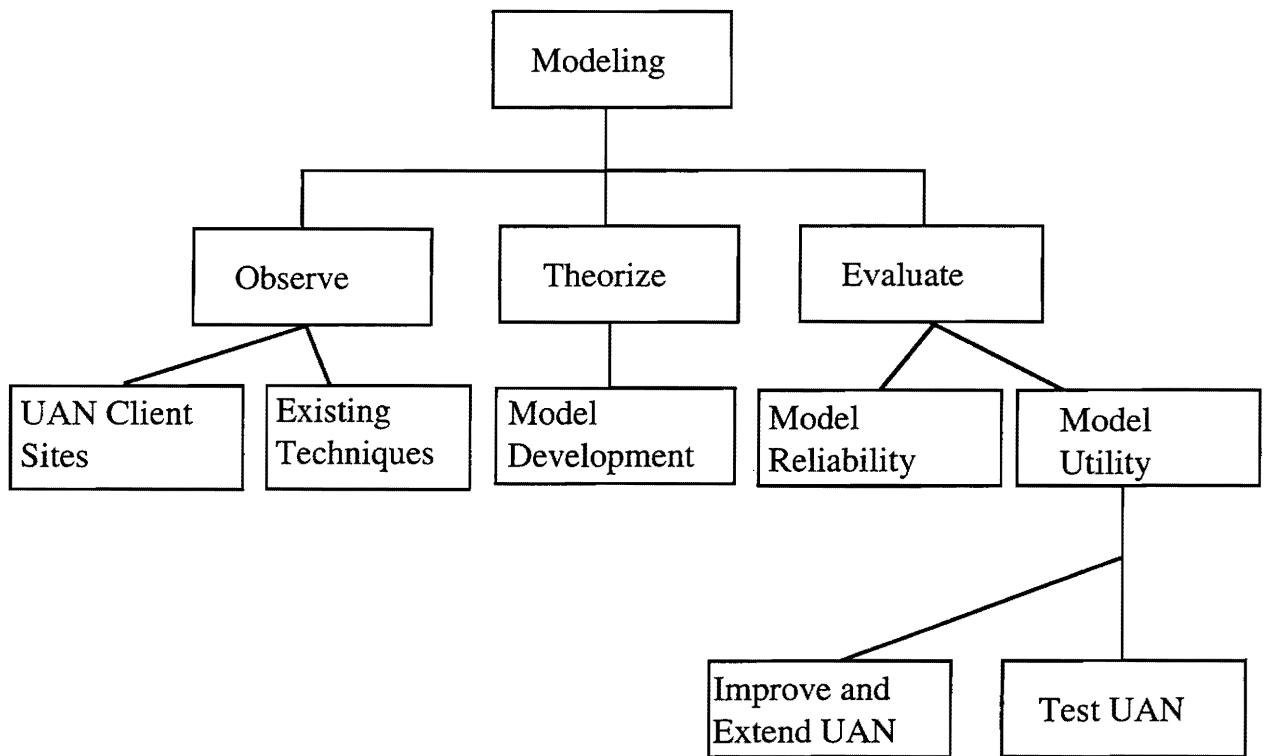 Modeling
Observe
Theorize
Evaluate
UAN Client
Sites
Existing
Techniques
Model
Development
Model
Reliability
Model
Utility
Improve and
Extend UAN
Test UAN